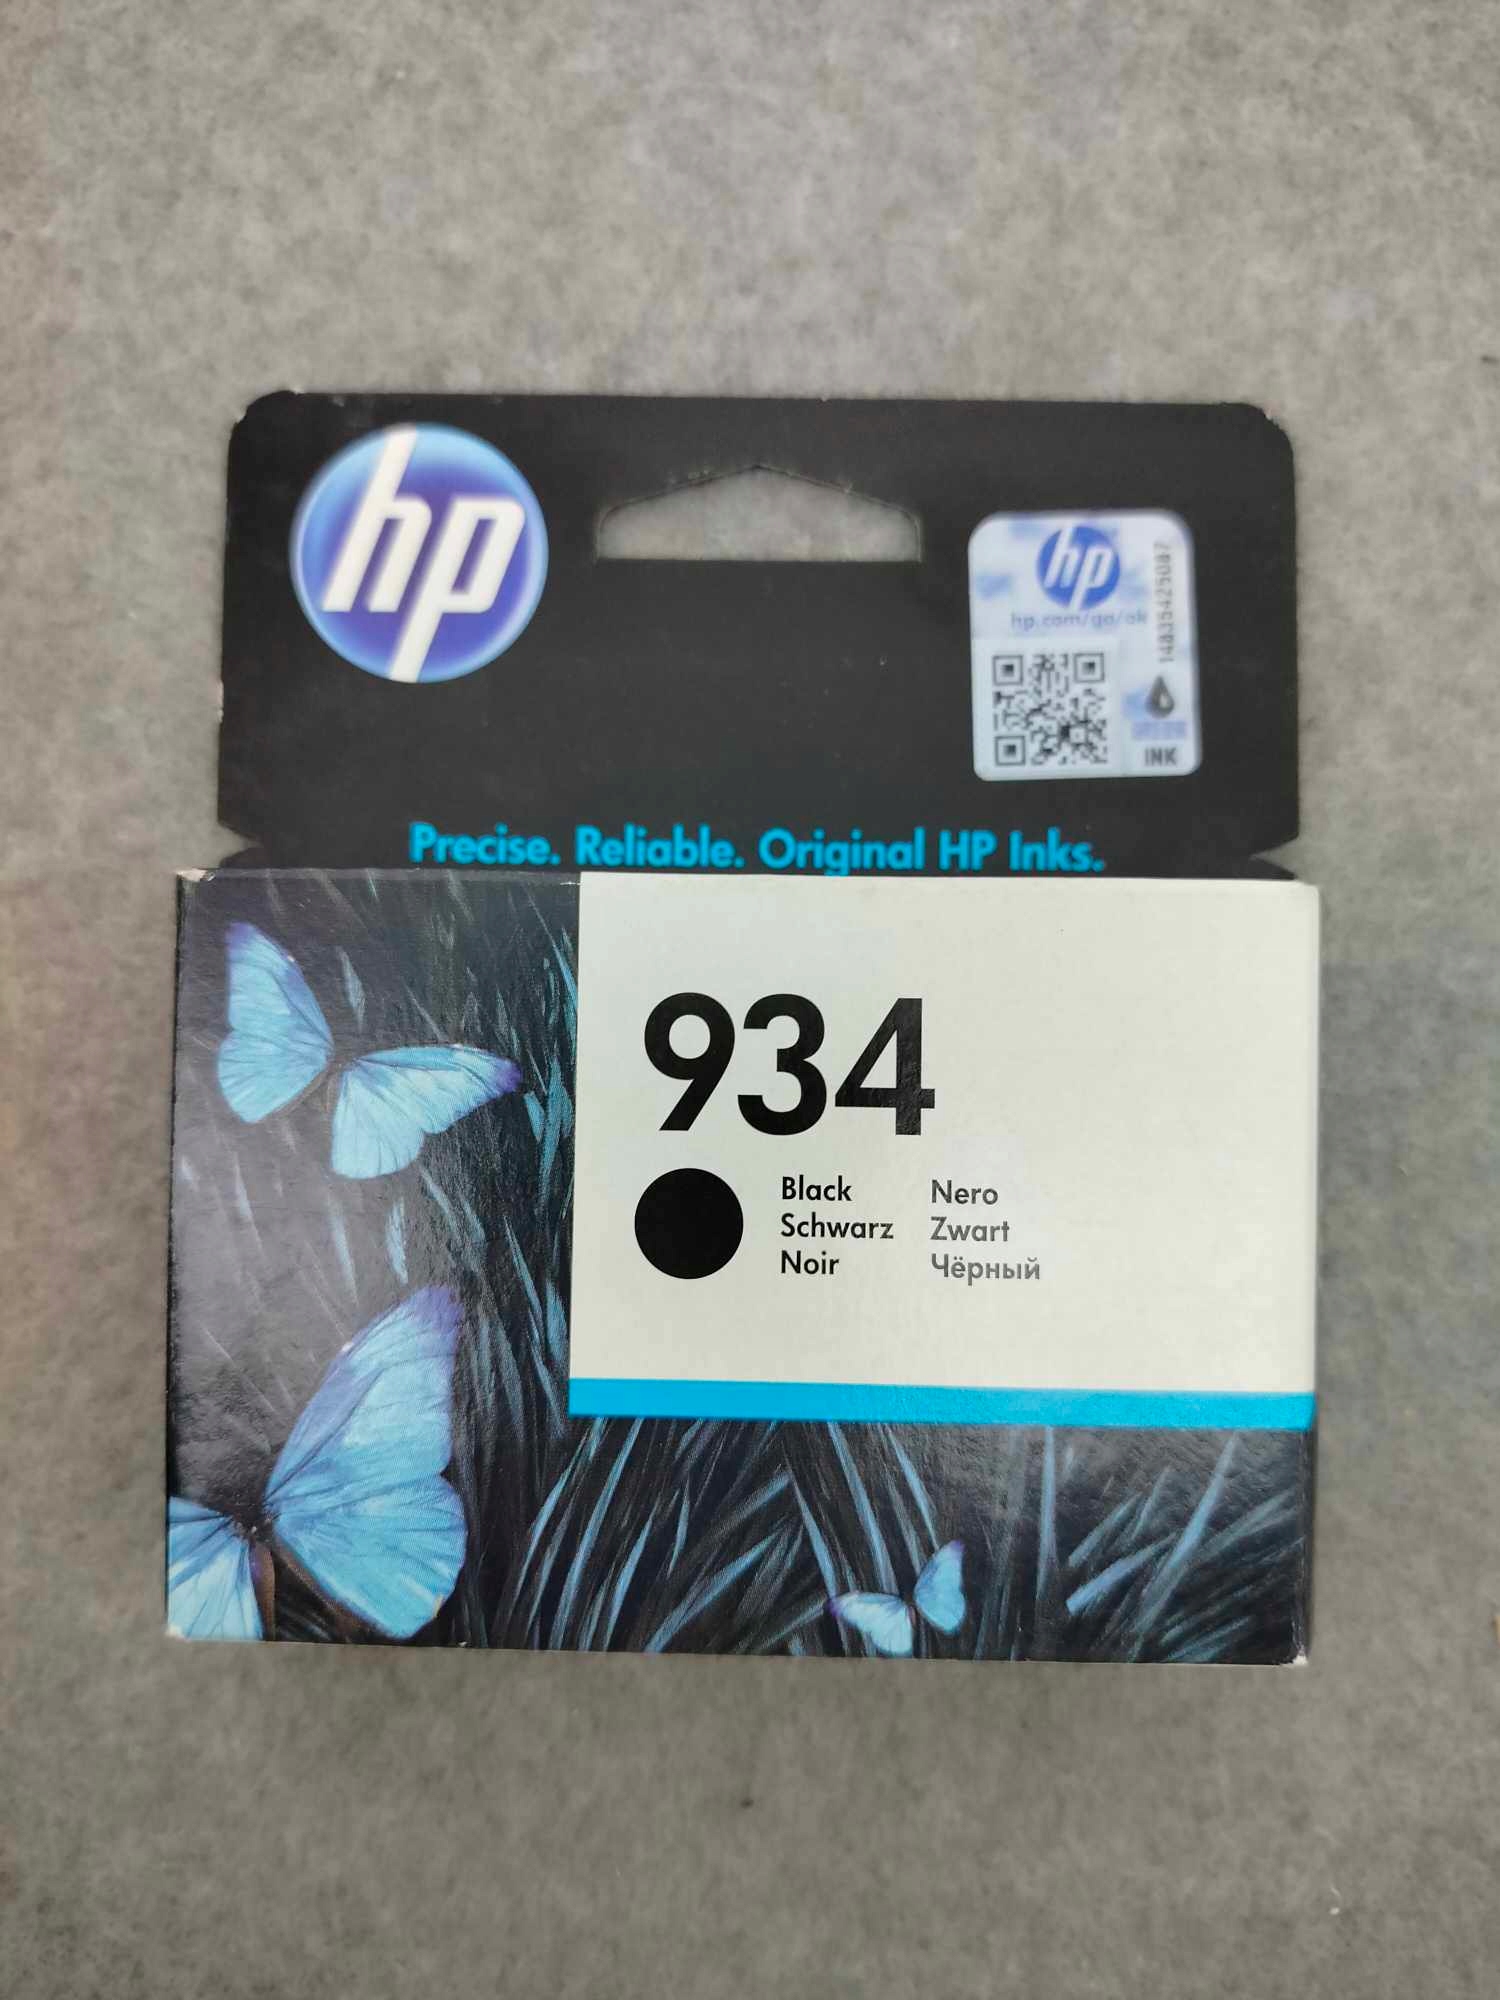 hp
hp
hp.com/go/ok
14835425087
INK
Precise. Reliable. Original HP Inks.
934
Black Nero
Schwarz Zwart
Noir Чёрный